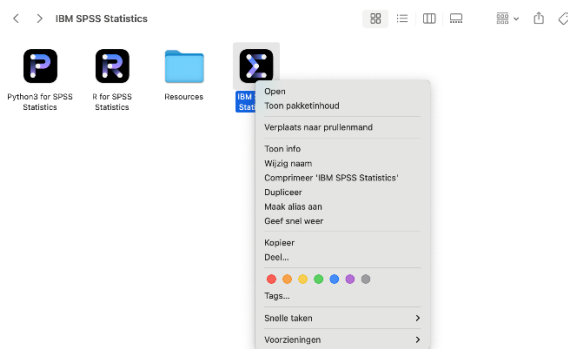 IBM SPSS Statistics
Python3 for SPSS
Statistics
R for SPSS
Statistics
Resources
IBM
Stati
Open
Toon pakketinhoud
Verplaats naar prullenmand
Toon info
Wijzig naam
Comprimeer 'IBM SPSS Statistics'
Dupliceer
Maak alias aan
Geef snel weer
Kopieer
Deel...
Tags...
Snelle taken
Voorzieningen